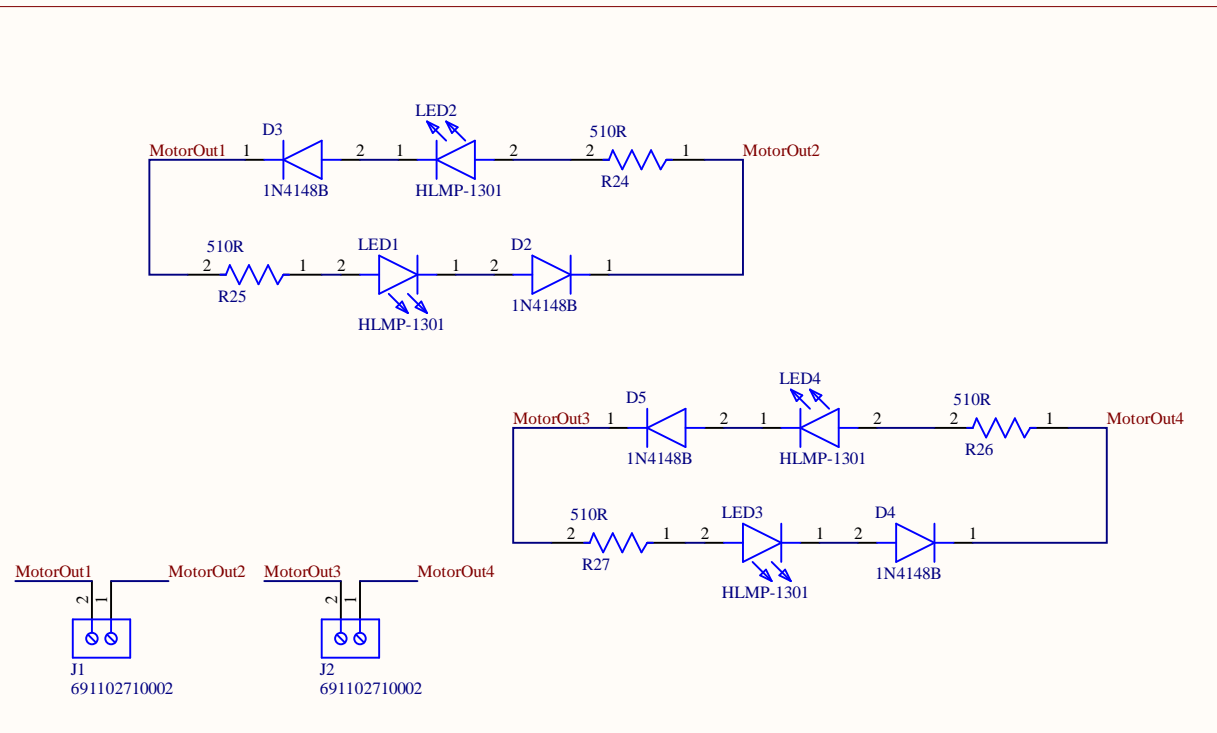 LED2
D3
510R
MotorOut1 1 2 1 2 2 1 MotorOut2
1N4148B
HLMP-1301
R24
510R
LED1
D2
2 1 2 1 2 1
R25
1N4148B
HLMP-1301
LED4
D5
510R
MotorOut3 1 2 1 2 2 1 MotorOut4
1N4148B
HLMP-1301
R26
510R
LED3
D4
2 1 2 1 2 1
R27
1N4148B
HLMP-1301
MotorOut1 MotorOut2 MotorOut3 MotorOut4
2 1 2 1
J1
691102710002
J2
691102710002